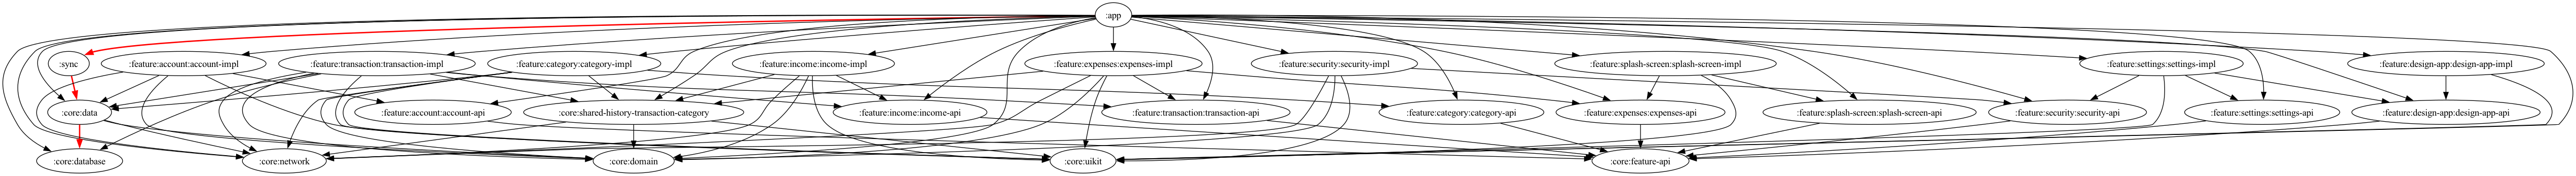 :app
:sync
:feature:account:account-impl
:feature:transaction:transaction-impl
:feature:category:category-impl
:feature:income:income-impl
:feature:expenses:expenses-impl
:feature:security:security-impl
:feature:splash-screen:splash-screen-impl
:feature:settings:settings-impl
:feature:design-app:design-app-impl
:core:data
:feature:account:account-api
:core:shared-history-transaction-category
:feature:income:income-api
:feature:transaction:transaction-api
:feature:category:category-api
:feature:expenses:expenses-api
:feature:splash-screen:splash-screen-api
:feature:security:security-api
:feature:settings:settings-api
:feature:design-app:design-app-api
:core:database
:core:network
:core:domain
:core:uikit
:core:feature-api